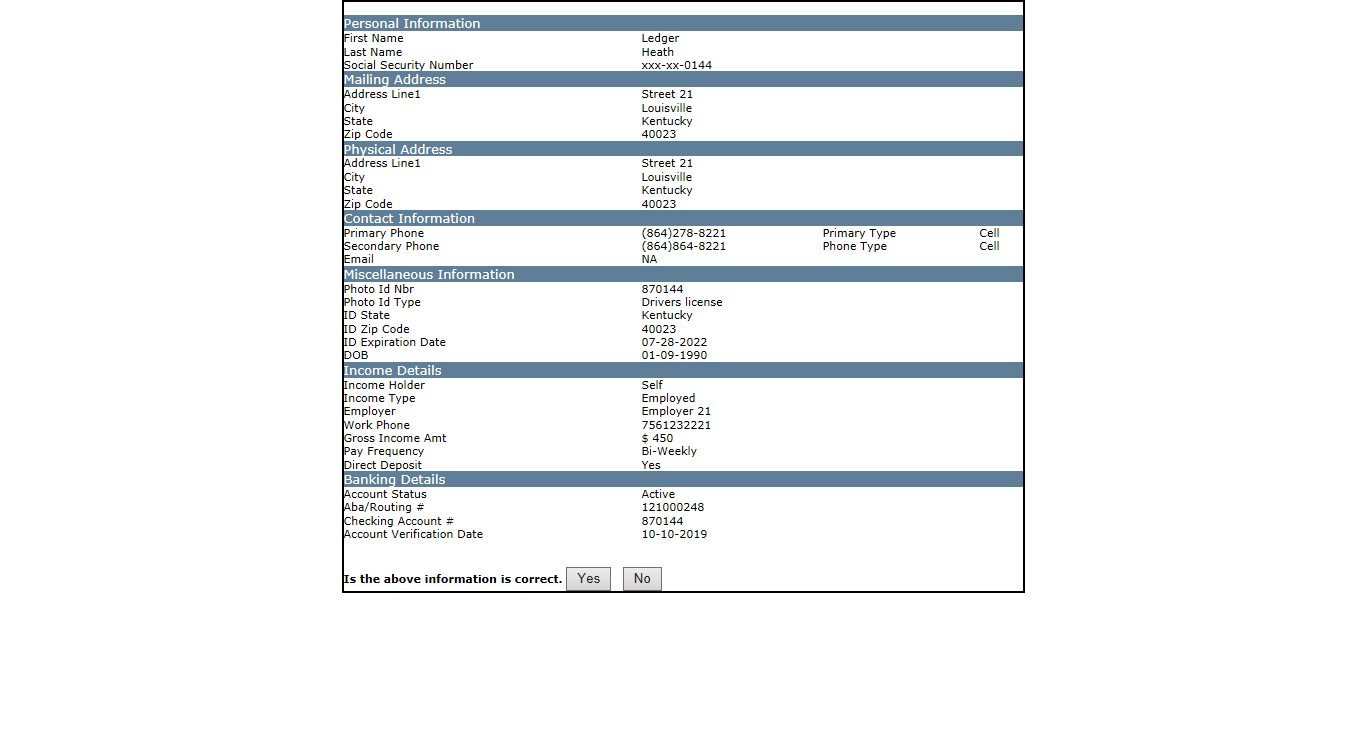 Personal Information
First Name Ledger
Last Name Heath
Social Security Number xxx-xx-0144
Mailing Address
Address Line1 Street 21
City Louisville
State Kentucky
Zip Code 40023
Physical Address
Address Line1 Street 21
City Louisville
State Kentucky
Zip Code 40023
Contact Information
Primary Phone (864)278-8221 Primary Type Cell
Secondary Phone (864)864-8221 Phone Type Cell
Email NA
Miscellaneous Information
Photo Id Nbr 870144
Photo Id Type Drivers license
ID State Kentucky
ID Zip Code 40023
ID Expiration Date 07-28-2022
DOB 01-09-1990
Income Details
Income Holder Self
Income Type Employed
Employer Employer 21
Work Phone 7561232221
Gross Income Amt $ 450
Pay Frequency Bi-Weekly
Direct Deposit Yes
Banking Details
Account Status Active
Aba/Routing # 121000248
Checking Account # 870144
Account Verification Date 10-10-2019
Is the above information is correct. Yes No